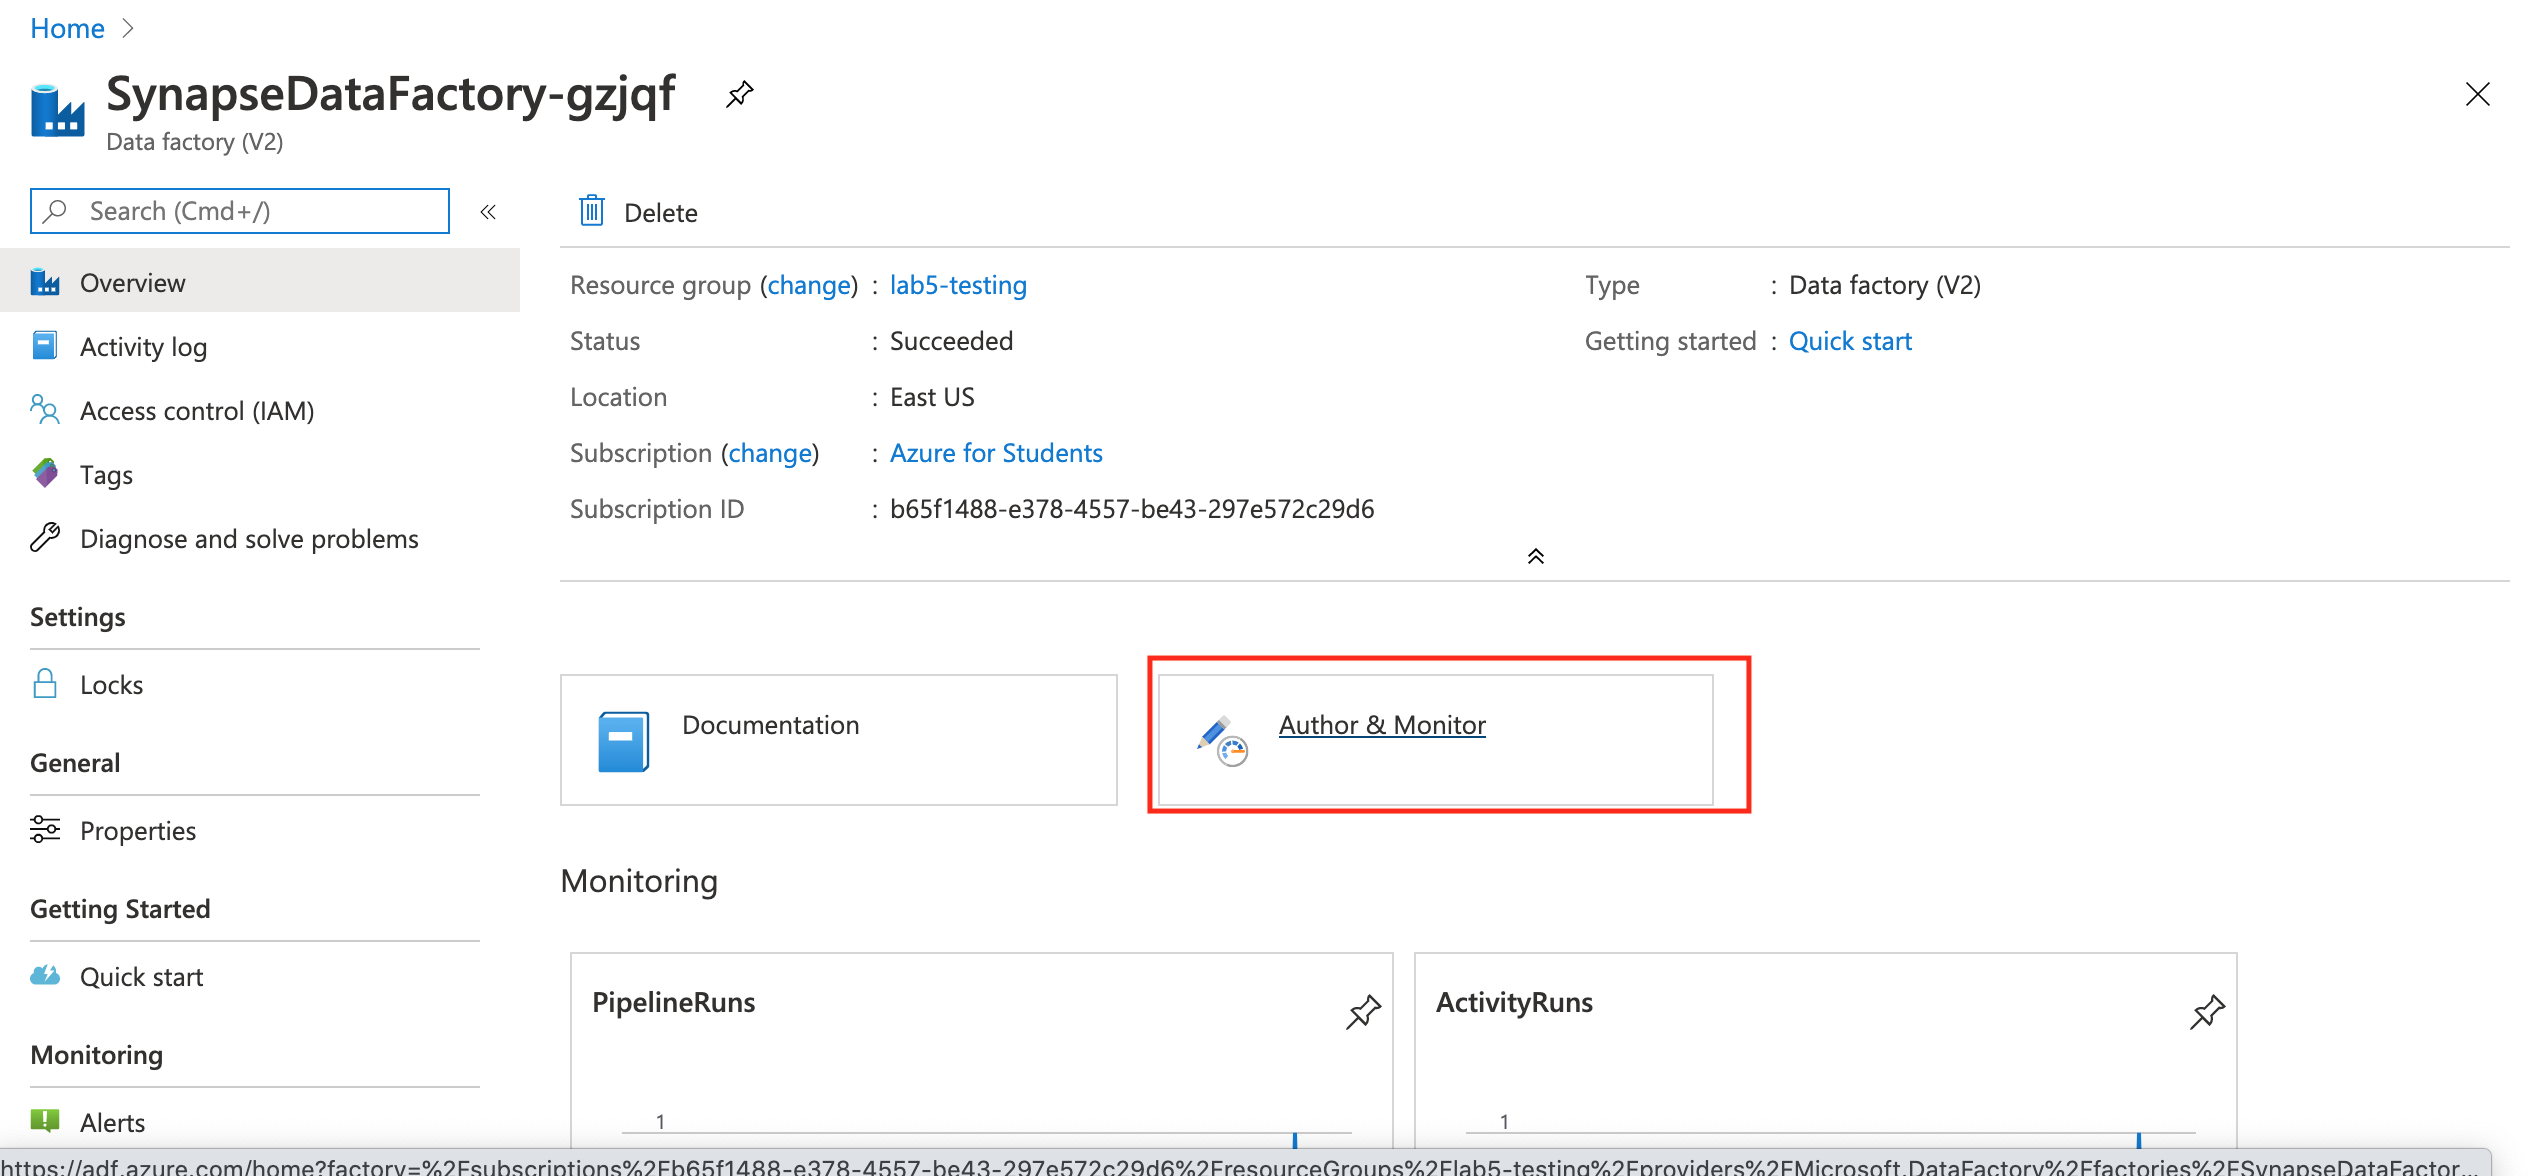 Home
SynapseDataFactory-gzjqf
Data factory (V2)
Search (Cmd+/)
Delete
Overview
Activity log
Access control (IAM)
Tags
Diagnose and solve problems
Settings
Locks
General
Properties
Getting Started
Quick start
Monitoring
Alerts
Resource group (change) : lab5-testing
Status : Succeeded
Location : East US
Subscription (change) : Azure for Students
Subscription ID : b65f1488-e378-4557-be43-297e572c29d6
Type : Data factory (V2)
Getting started : Quick start
Documentation
Author & Monitor
Monitoring
PipelineRuns
1
ActivityRuns
1
https://adf.azure.com/home?factory=%2Fsubscriptions%2Fb65f1488-e378-4557-be43-297e572c29d6%2FresourceGroups%2Flab5-testing%2Fproviders%2FMicrosoft.DataFactory%2Ffactories%2FSynapseDataFactor...